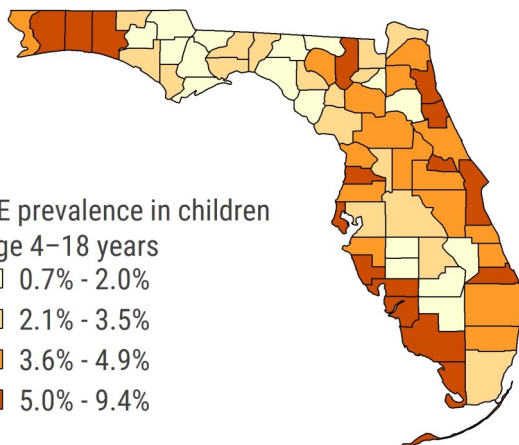 E prevalence in children
ge 4–18 years
0.7% - 2.0%
2.1% - 3.5%
3.6% - 4.9%
5.0% - 9.4%